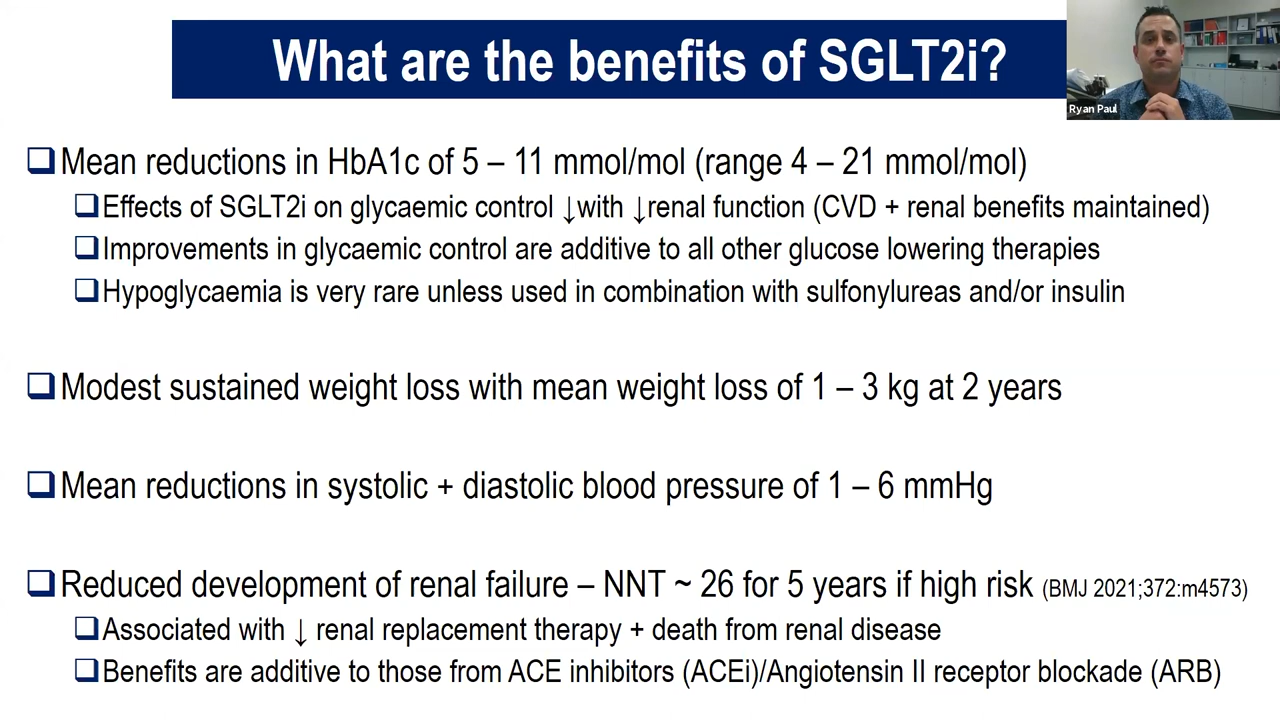 What are the benefits of SGLT2i?
Ryan Paul
❑Mean reductions in HbA1c of 5 – 11 mmol/mol (range 4 – 21 mmol/mol)
❑Effects of SGLT2i on glycaemic control ↓with ↓renal function (CVD + renal benefits maintained)
❑Improvements in glycaemic control are additive to all other glucose lowering therapies
❑Hypoglycaemia is very rare unless used in combination with sulfonylureas and/or insulin
❑Modest sustained weight loss with mean weight loss of 1 – 3 kg at 2 years
❑Mean reductions in systolic + diastolic blood pressure of 1 – 6 mmHg
❑Reduced development of renal failure – NNT ~ 26 for 5 years if high risk (BMJ 2021;372:m4573)
❑Associated with ↓ renal replacement therapy + death from renal disease
❑Benefits are additive to those from ACE inhibitors (ACEi)/Angiotensin II receptor blockade (ARB)